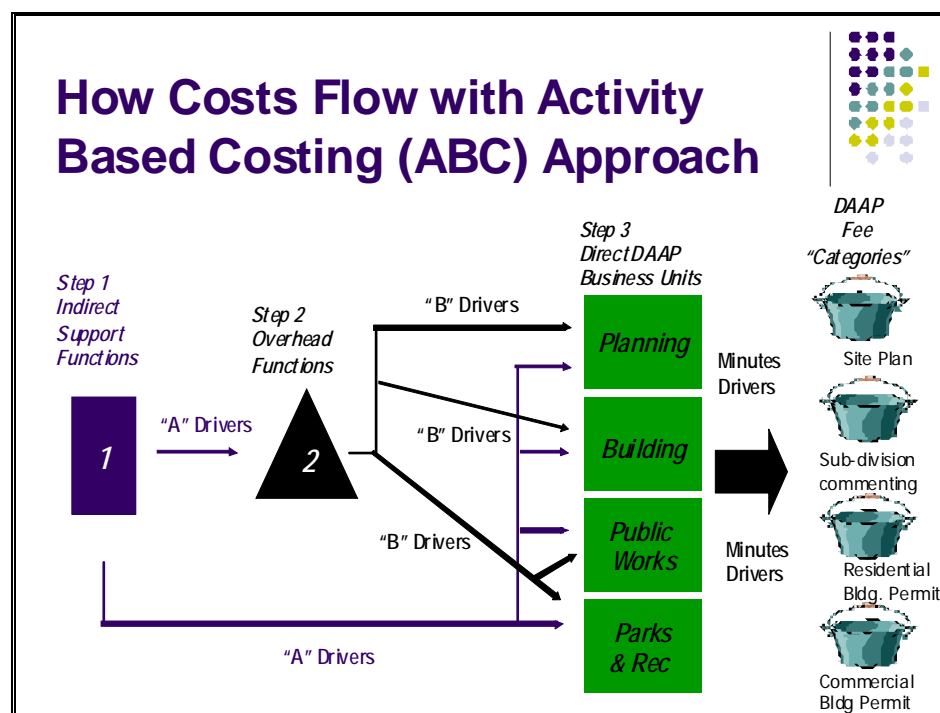 How Costs Flow with Activity
Based Costing (ABC) Approach
Step 1
Indirect
Support
Functions
1
“A” Drivers
Step 2
Overhead
Functions
2
“B” Drivers
“B” Drivers
“B” Drivers
“A” Drivers
Step 3
Direct DAAP
Business Units
Planning
Building
Public
Works
Parks
& Rec
Minutes
Drivers
Minutes
Drivers
DAAP
Fee
“Categories”
Site Plan
Sub-division
commenting
Residential
Bldg. Permit
Commercial
Bldg Permit